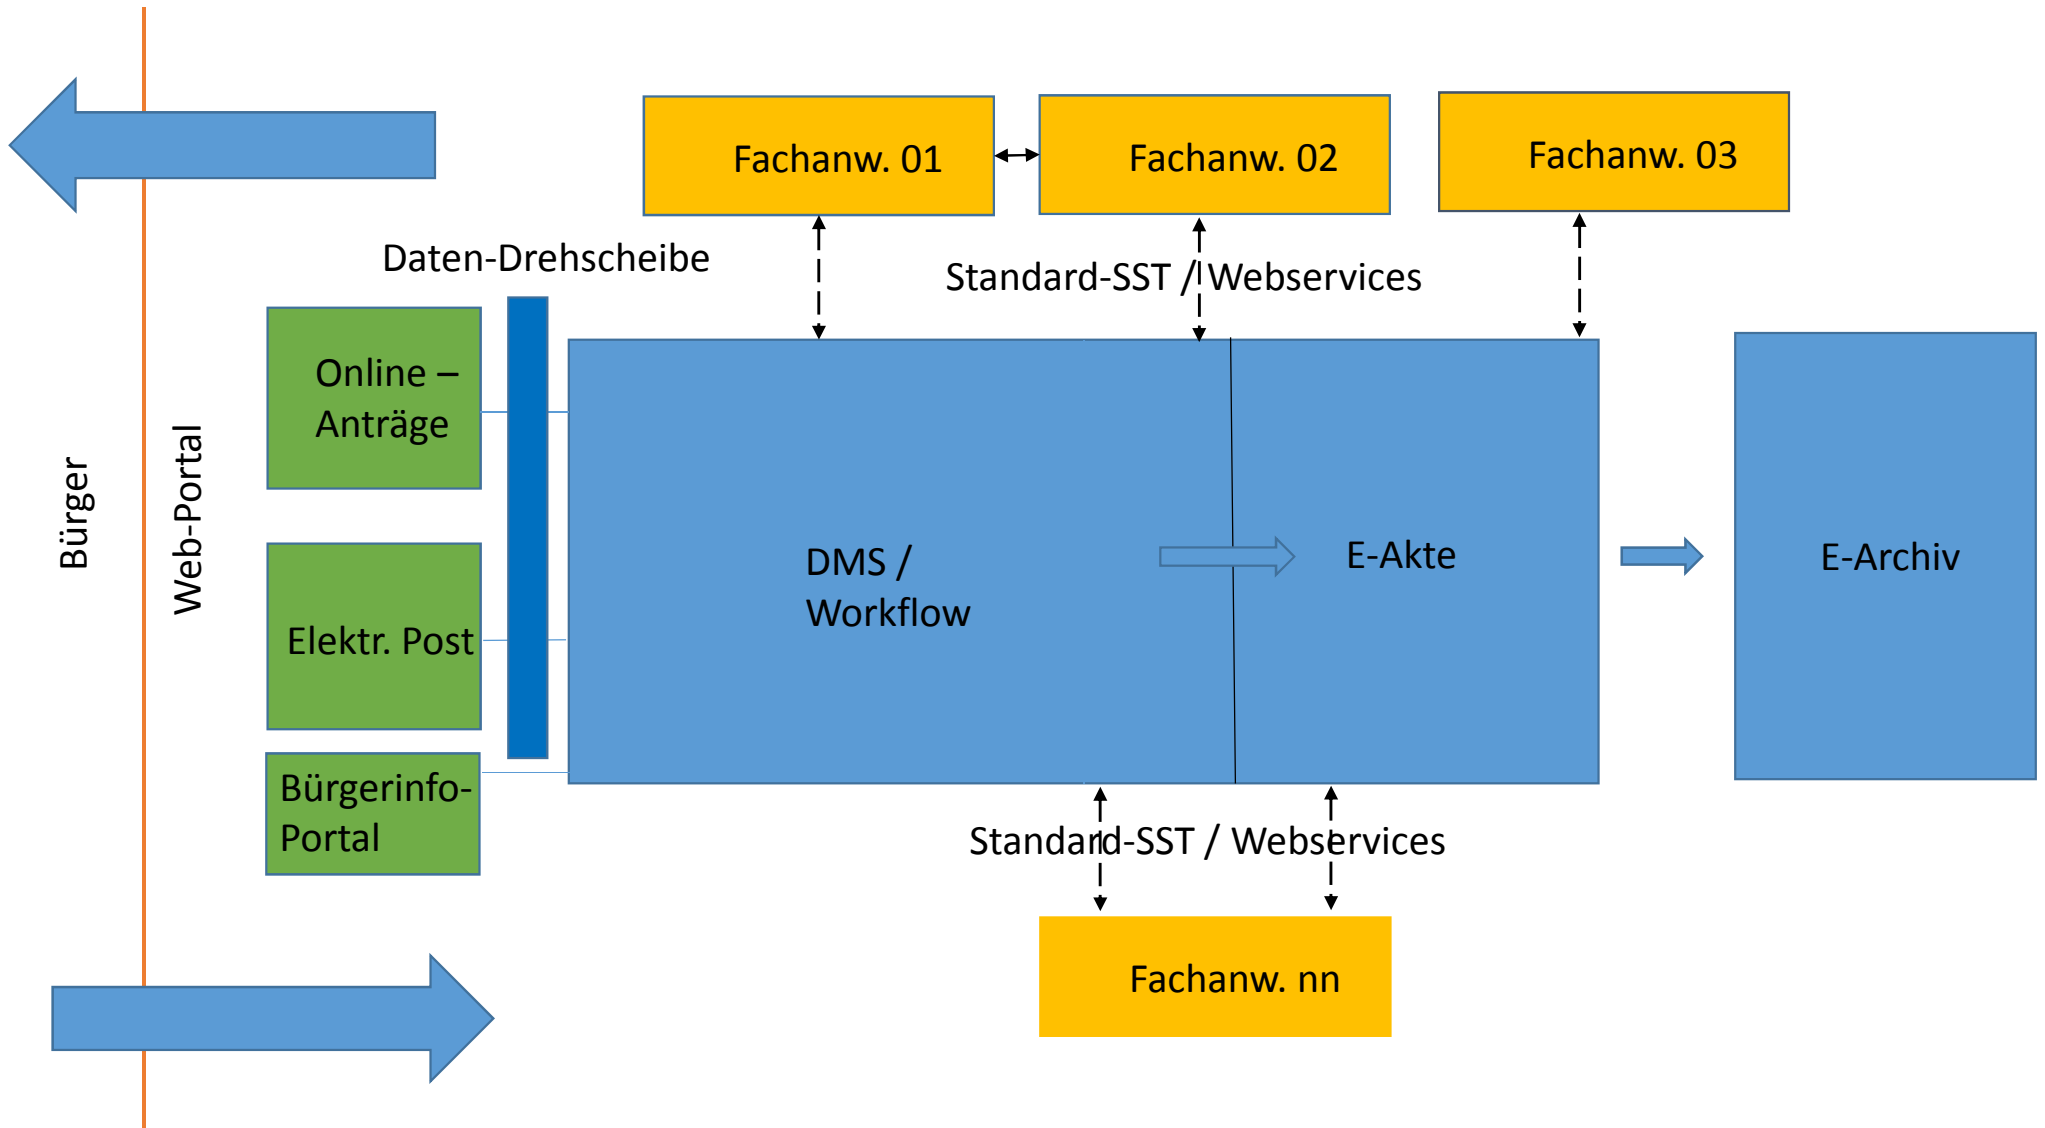 Fachanw. 01
Fachanw. 02
Fachanw. 03
Daten-Drehscheibe
Standard-SST / Webservices
Bürger
Web-Portal
Online –
Anträge
Elektr. Post
Bürgerinfo-
Portal
DMS /
Workflow
E-Akte
E-Archiv
Standard-SST / Webservices
Fachanw. nn